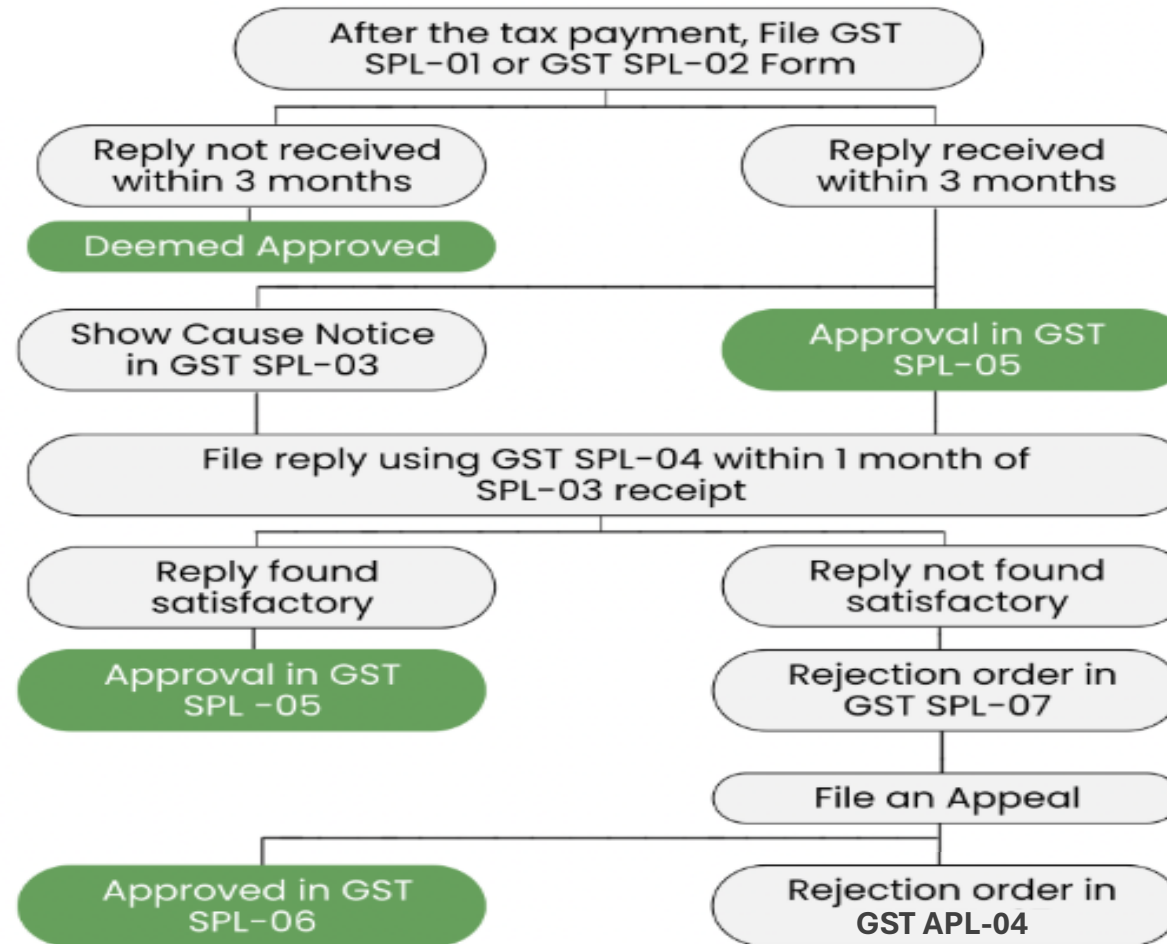 After the tax payment, File GST
SPL-01 or GST SPL-02 Form
Reply not received
within 3 months
Reply received
within 3 months
Deemed Approved
Show Cause Notice
in GST SPL-03
Approval in GST
SPL-05
File reply using GST SPL-04 within 1 month of
SPL-03 receipt
Reply found
satisfactory
Reply not found
satisfactory
Approval in GST
SPL -05
Rejection order in
GST SPL-07
File an Appeal
Approved in GST
SPL-06
Rejection order in
GST APL-04